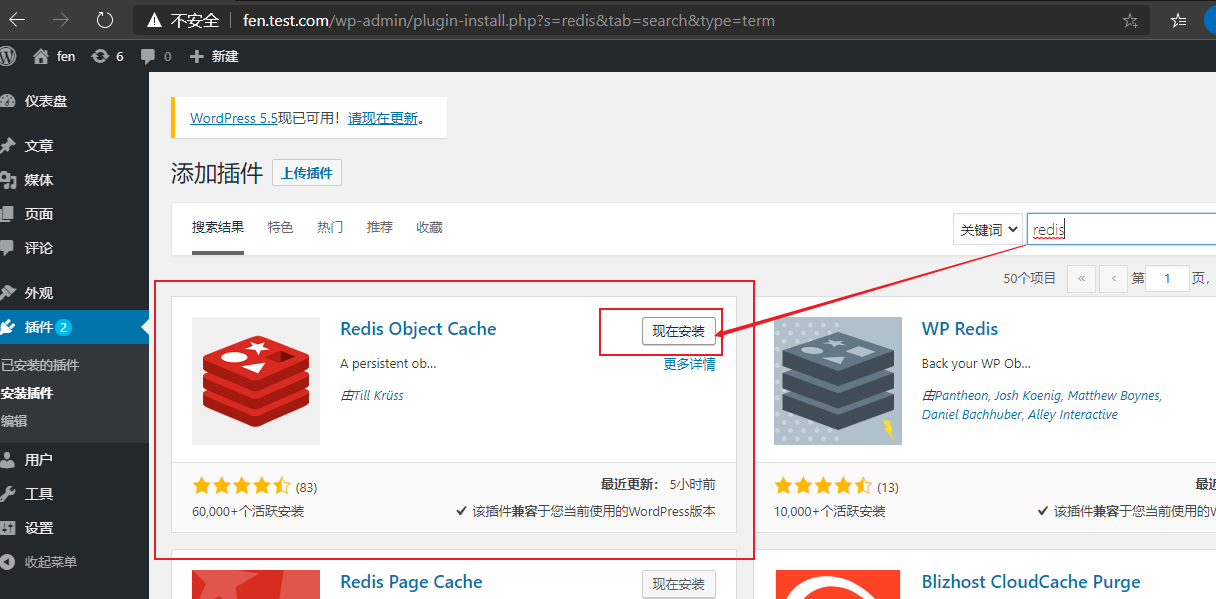 不安全 fen.test.com/wp-admin/plugin-install.php?s=redis&tab=search&type=term
fen 6 0 新建
仪表盘
文章
媒体
页面
评论
外观
插件 2
已安装的插件
安装插件
编辑
用户
工具
设置
收起菜单
WordPress 5.5现已可用！请现在更新。
添加插件 上传插件
搜索结果 特色 热门 推荐 收藏 关键词 redis
50个项目 « ‹ 第 1 页，
Redis Object Cache 现在安装
A persistent ob... 更多详情
由Till Krüss
(83) 最近更新： 5小时前
60,000+个活跃安装 该插件兼容于您当前使用的WordPress版本
WP Redis
Back your WP Ob...
由Pantheon, Josh Koenig, Matthew Boynes,
Daniel Bachhuber, Alley Interactive
(13) 最近
10,000+个活跃安装 该插件兼容于您当前使用的W
Redis Page Cache 现在安装
Blizhost CloudCache Purge